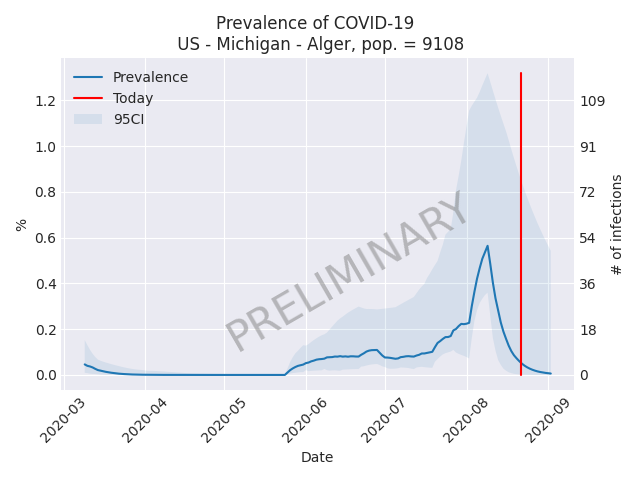 Prevalence of COVID-19
US - Michigan - Alger, pop. = 9108
Prevalence
Today
95CI
PRELIMINARY
%
1.2
1.0
0.8
0.6
0.4
0.2
0.0
109
91
72
54
36
18
0
# of infections
2020-03
2020-04
2020-05
2020-06
2020-07
2020-08
2020-09
Date